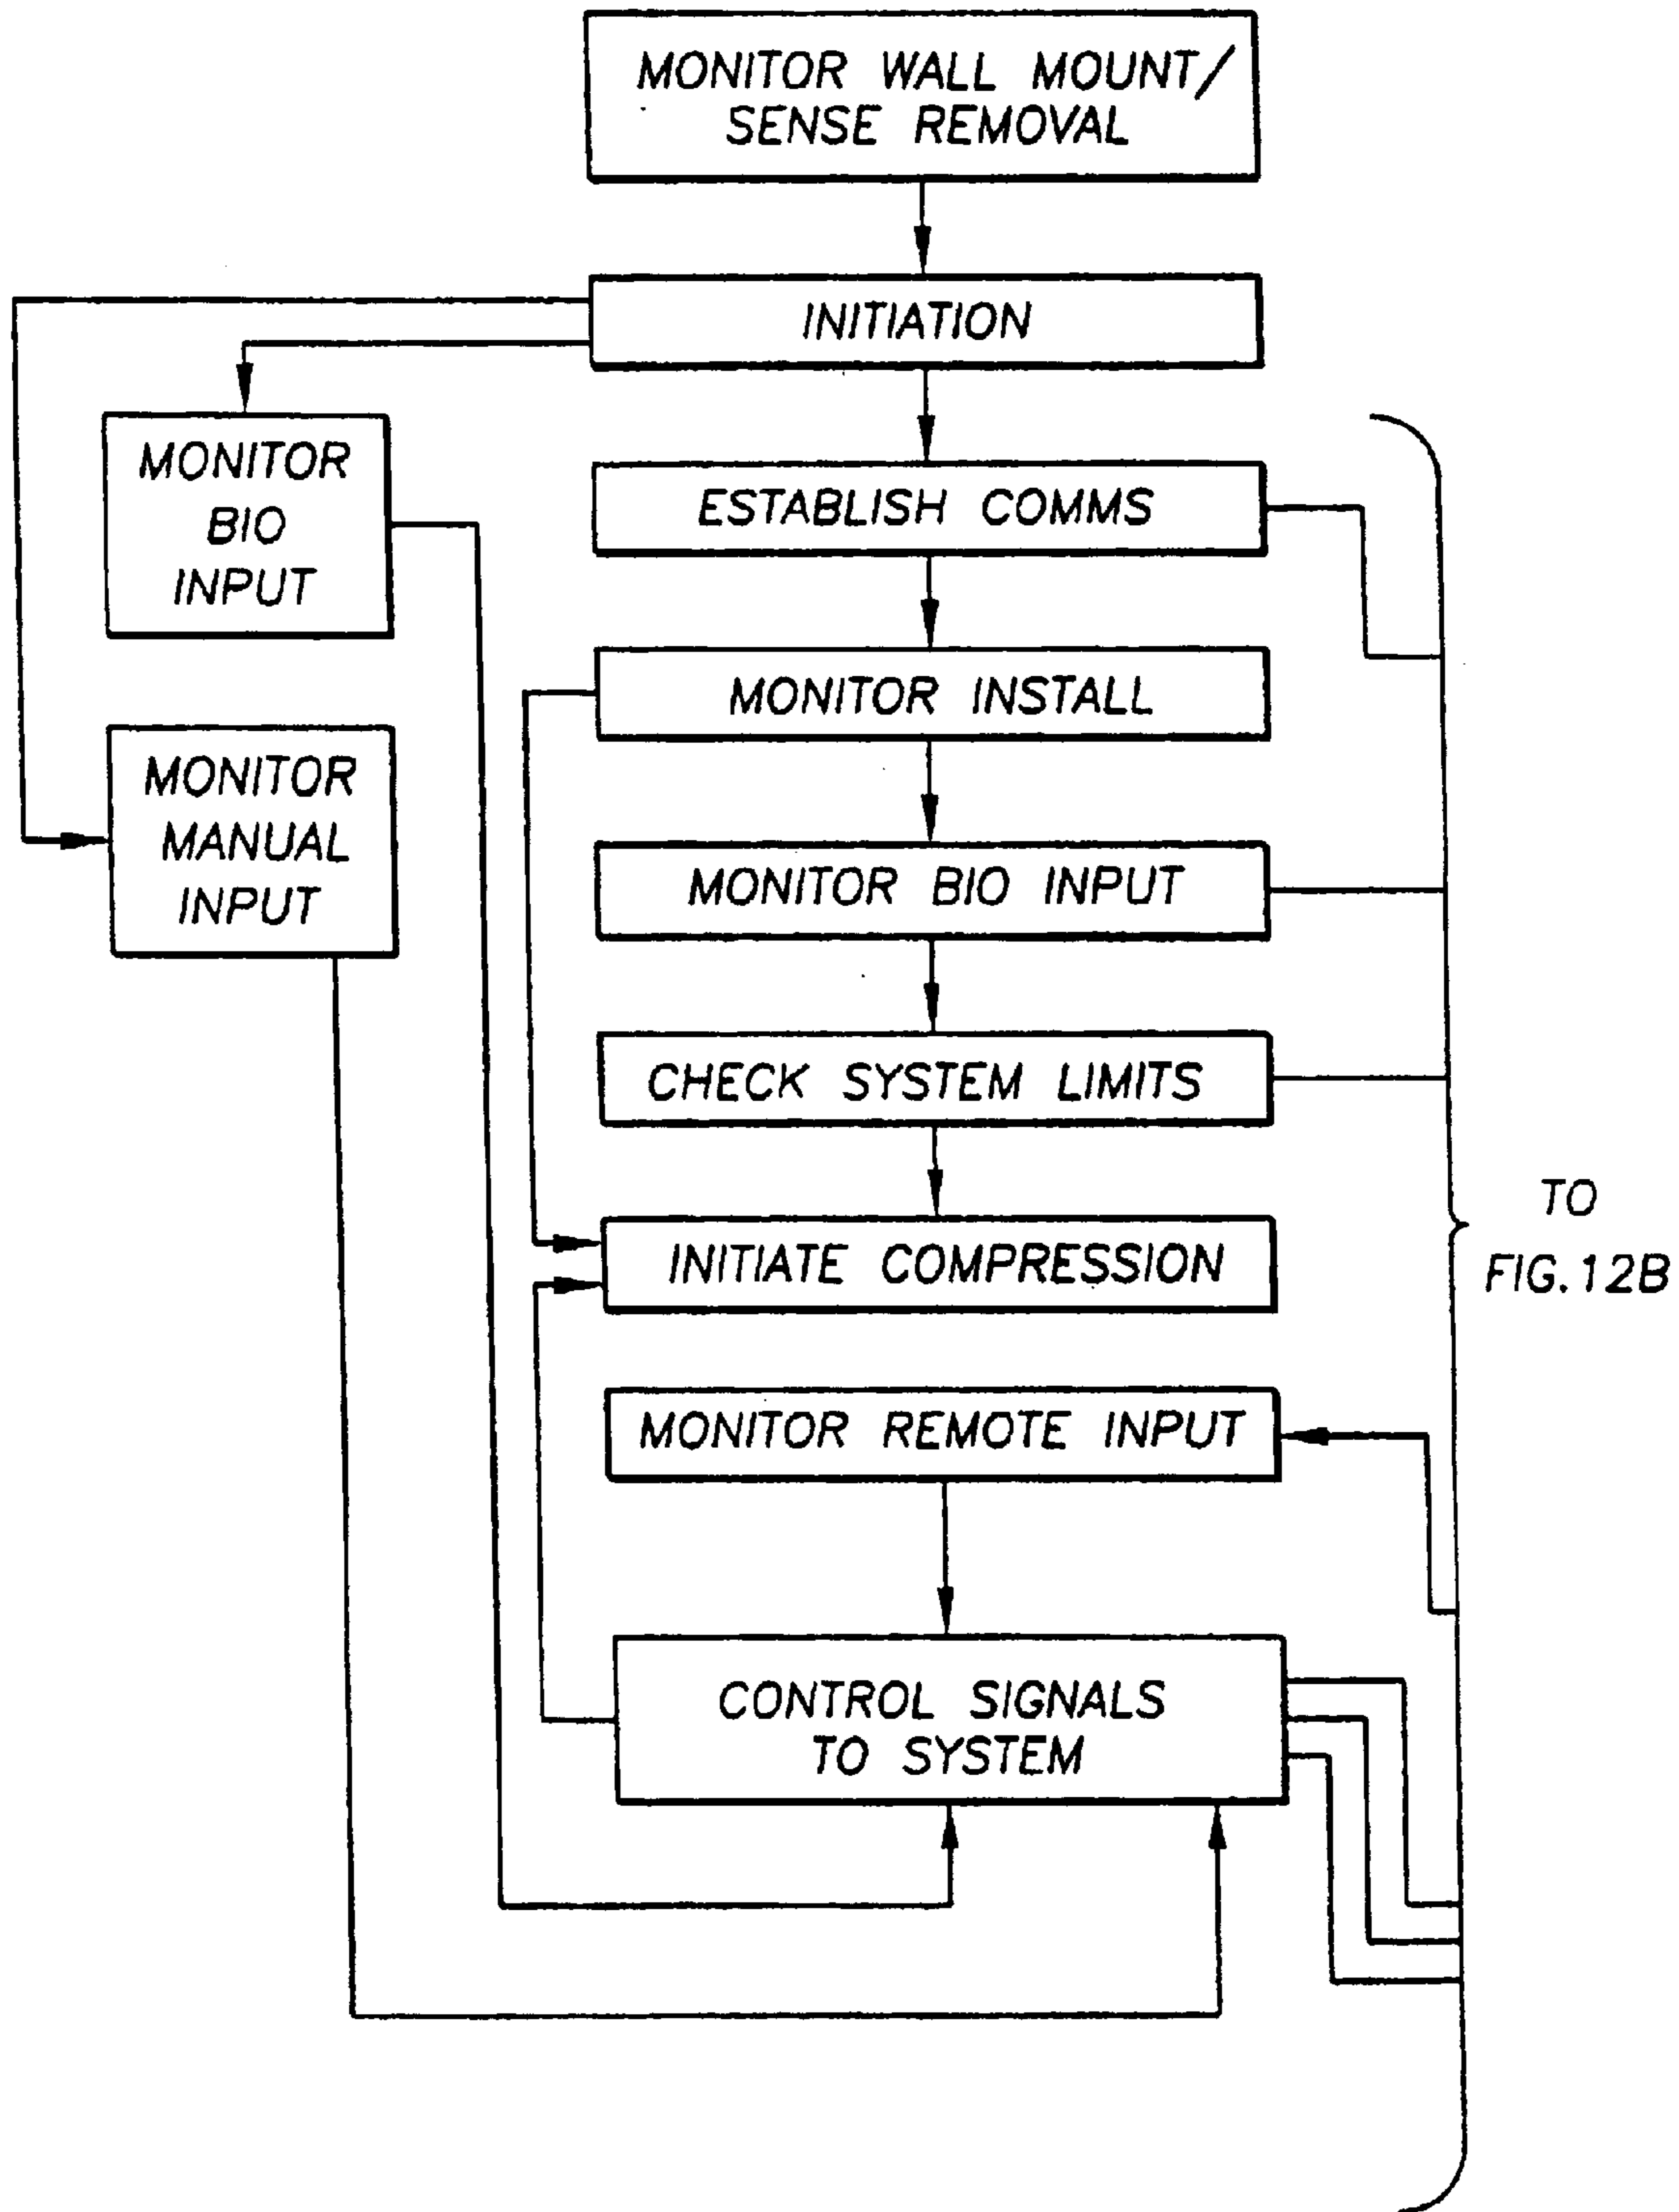 MONITOR WALL MOUNT/
SENSE REMOVAL
INITIATION
MONITOR
BIO
INPUT
ESTABLISH COMMS
MONITOR INSTALL
MONITOR
MANUAL
INPUT
MONITOR BIO INPUT
CHECK SYSTEM LIMITS
INITIATE COMPRESSION
TO
FIG.12B
MONITOR REMOTE INPUT
CONTROL SIGNALS
TO SYSTEM